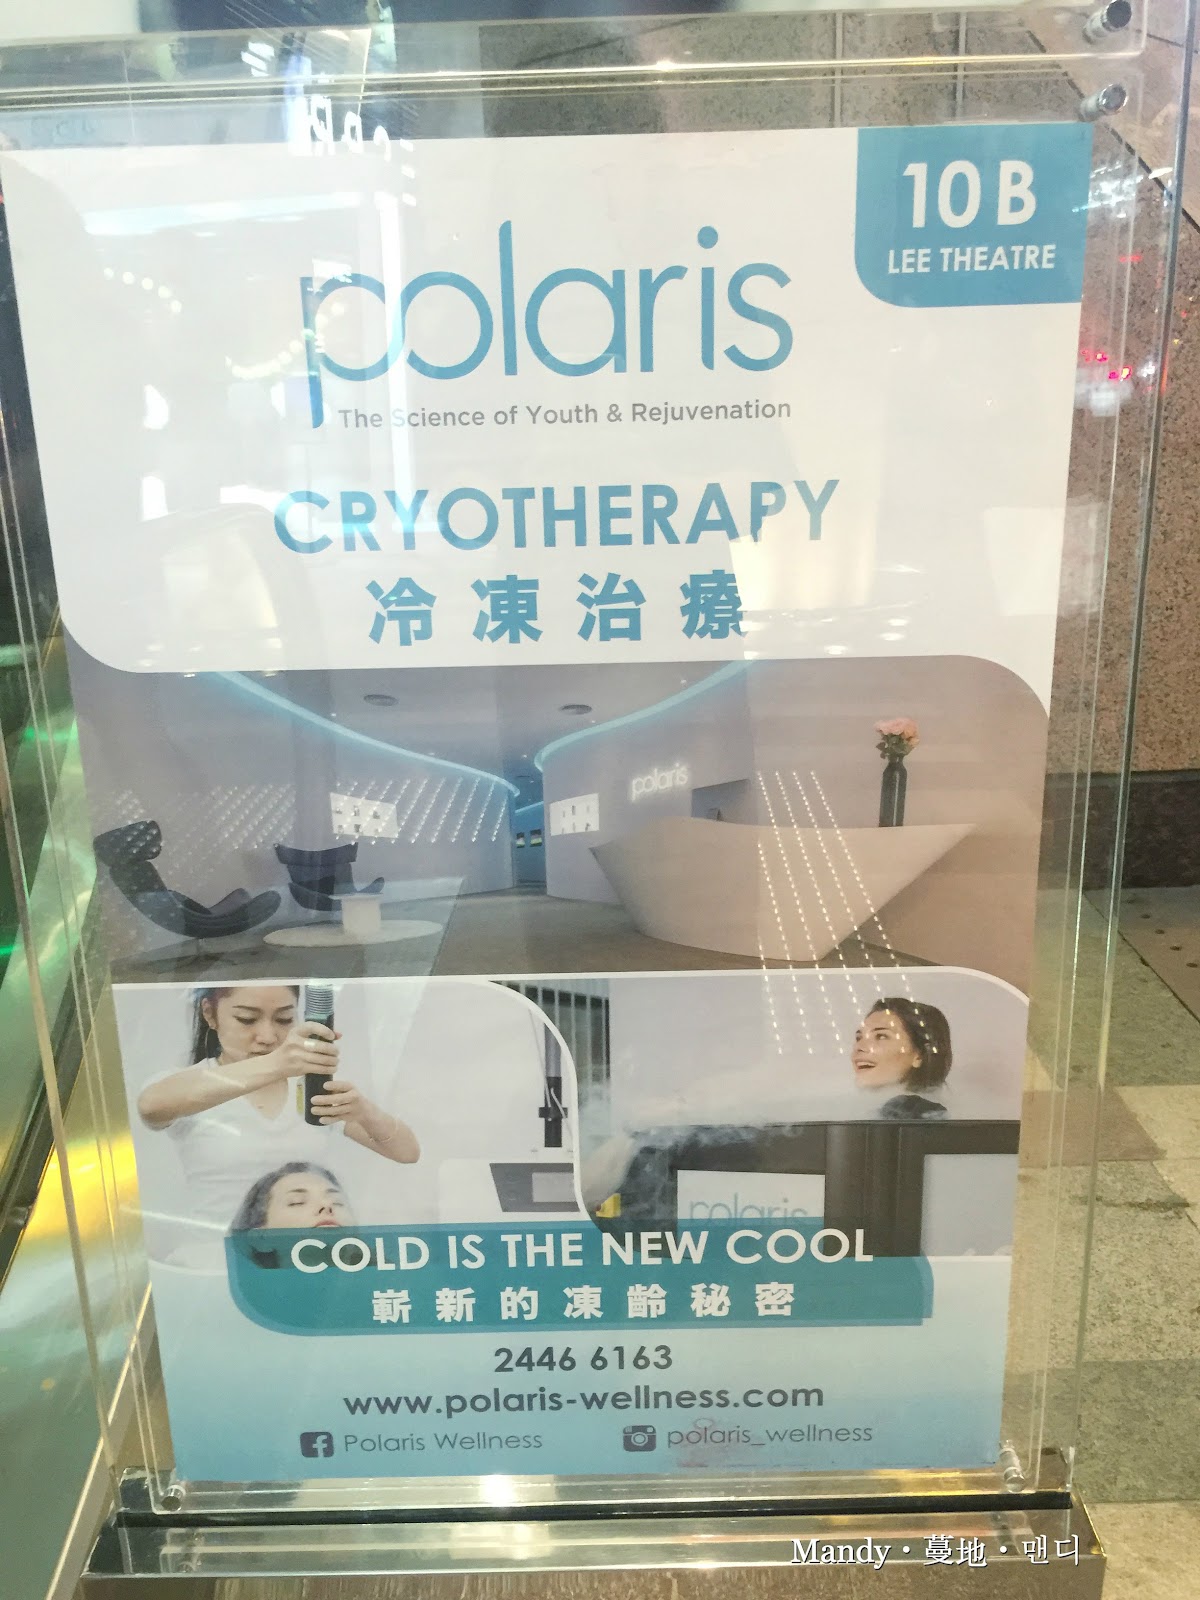 10 B
LEE THEATRE
polaris
The Science of Youth & Rejuvenation
CRYOTHERAPY
冷凍治療
polaris
polaris
COLD IS THE NEW COOL
嶄新的凍齡秘密
2446 6163
www.polaris-wellness.com
Polaris Wellness
polaris_wellness
Mandy・蔓地・맨디